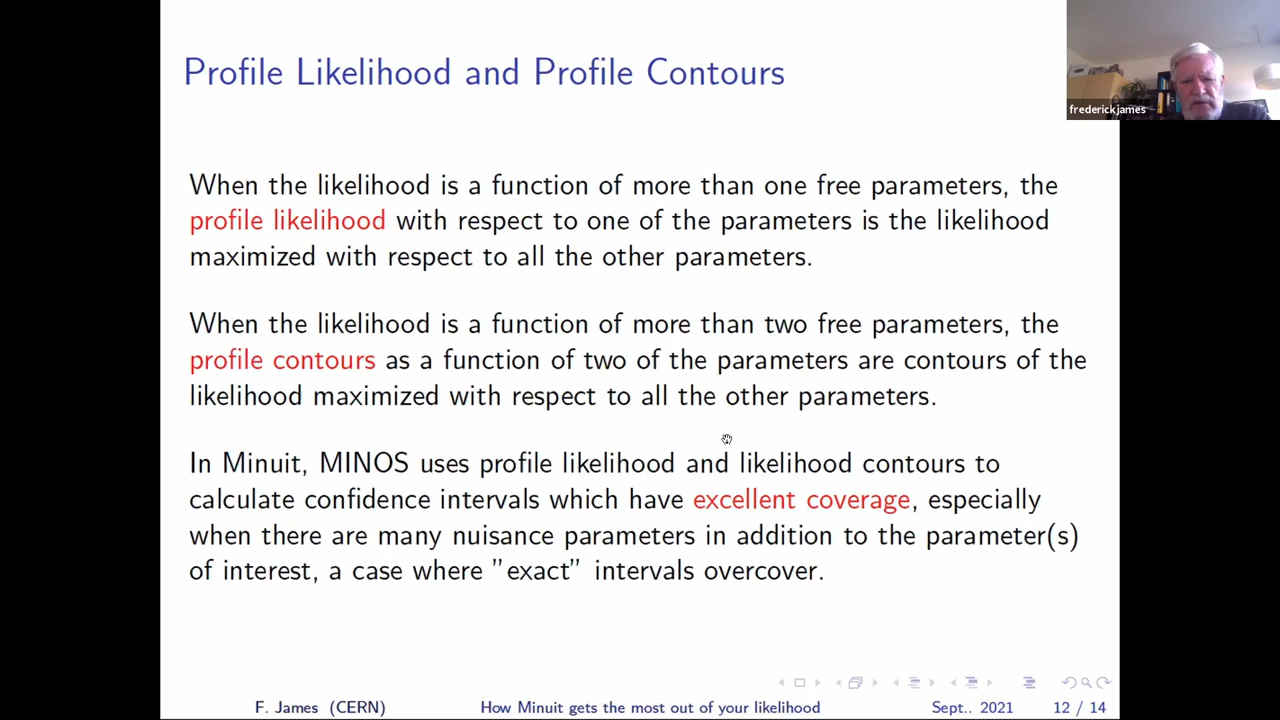 Profile Likelihood and Profile Contours
frederick james
When the likelihood is a function of more than one free parameters, the
profile likelihood with respect to one of the parameters is the likelihood
maximized with respect to all the other parameters.
When the likelihood is a function of more than two free parameters, the
profile contours as a function of two of the parameters are contours of the
likelihood maximized with respect to all the other parameters.
In Minuit, MINOS uses profile likelihood and likelihood contours to
calculate confidence intervals which have excellent coverage, especially
when there are many nuisance parameters in addition to the parameter(s)
of interest, a case where "exact" intervals overcover.
F. James (CERN) How Minuit gets the most out of your likelihood Sept.. 2021 12 / 14